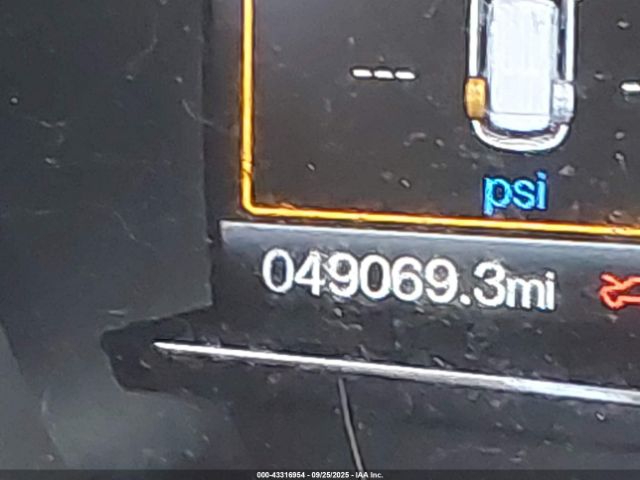 ---
psi
049069.3mi
000-43316954 - 09/25/2025 - IAA Inc.